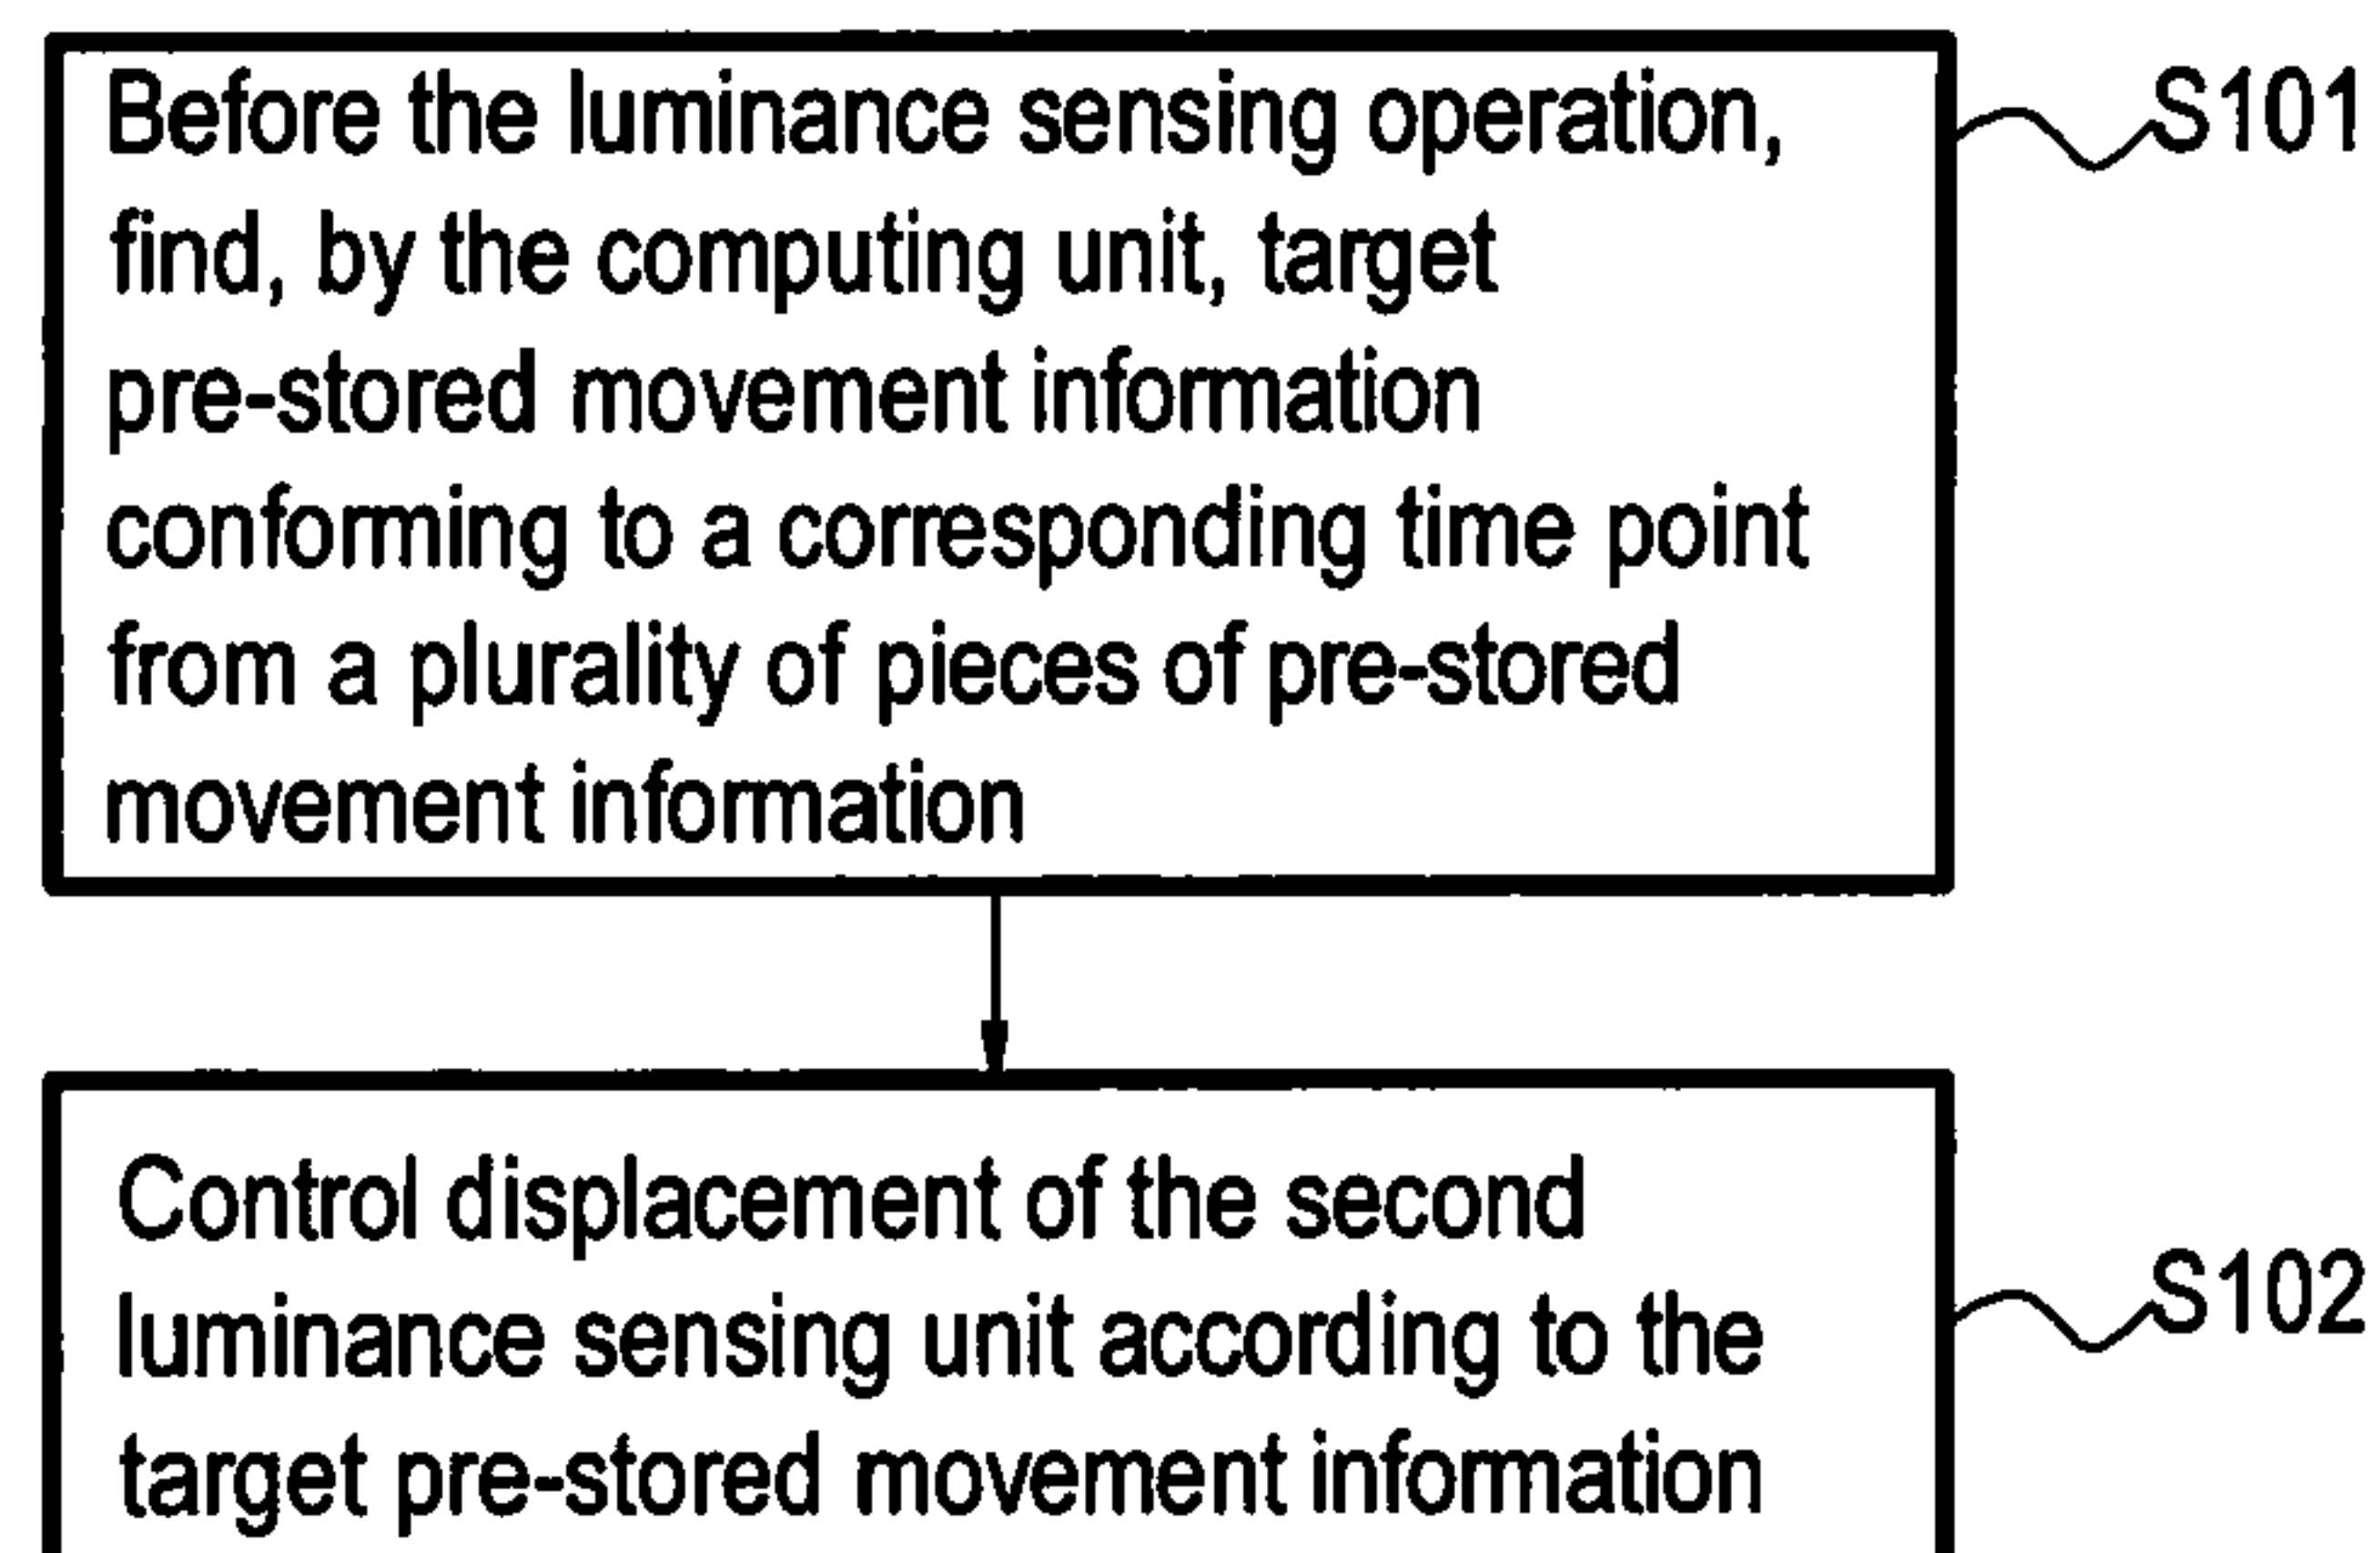 Before the luminance sensing operation,
S101
find, by the computing unit, target
pre-stored movement information
conforming to a corresponding time point
from a plurality of pieces of pre-stored
movement information
Control displacement of the second
S102
luminance sensing unit according to the
target pre-stored movement information